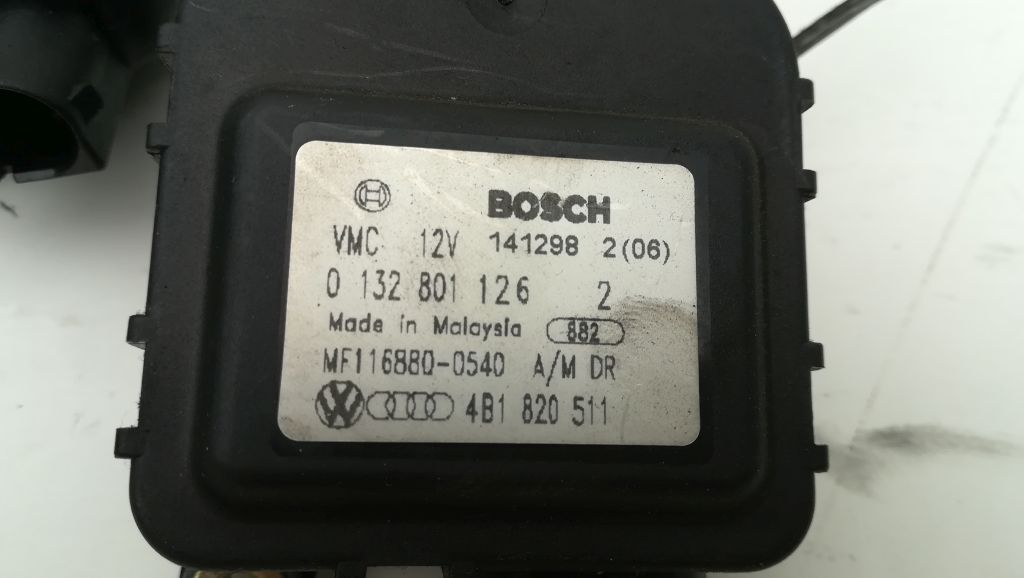 BOSCH
VMC 12V 141298 2(06)
0 132 801 126 2
Made in Malaysia 882
MF116880-0540 A/M DR
VW 4B1 820 511